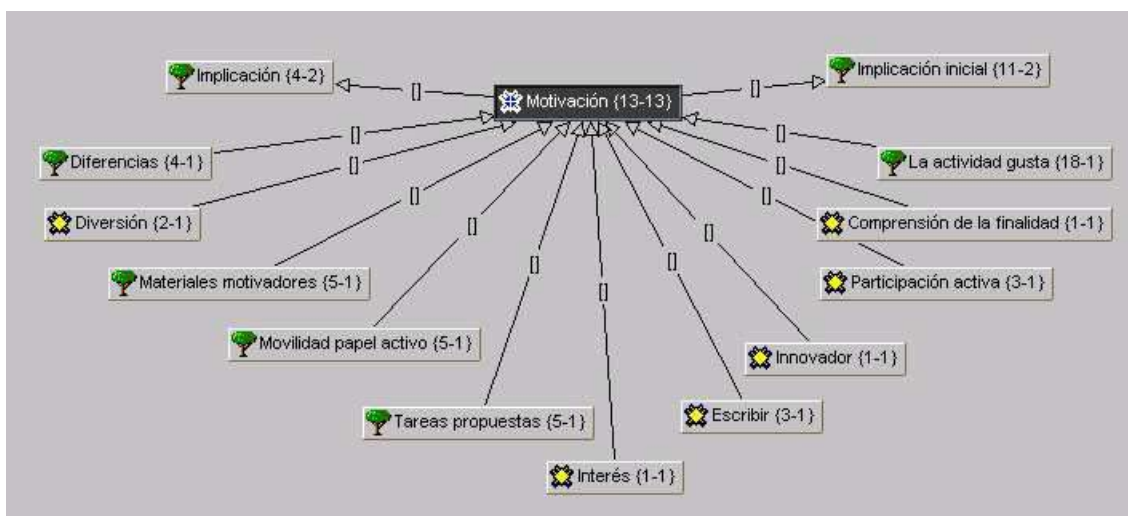 Implicación {4-2}
Implicación inicial {11-2}
[]
[]
Motivación {13-13}
[]
[]
Diferencias {4-1}
[]
[]
La actividad gusta {18-1}
[]
[]
Diversión {2-1}
Comprensión de la finalidad {1-1}
[]
[]
[]
[]
[]
Materiales motivadores {5-1}
Participación activa {3-1}
Movilidad papel activo {5-1}
Innovador {1-1}
Tareas propuestas {5-1}
Escribir {3-1}
Interés {1-1}